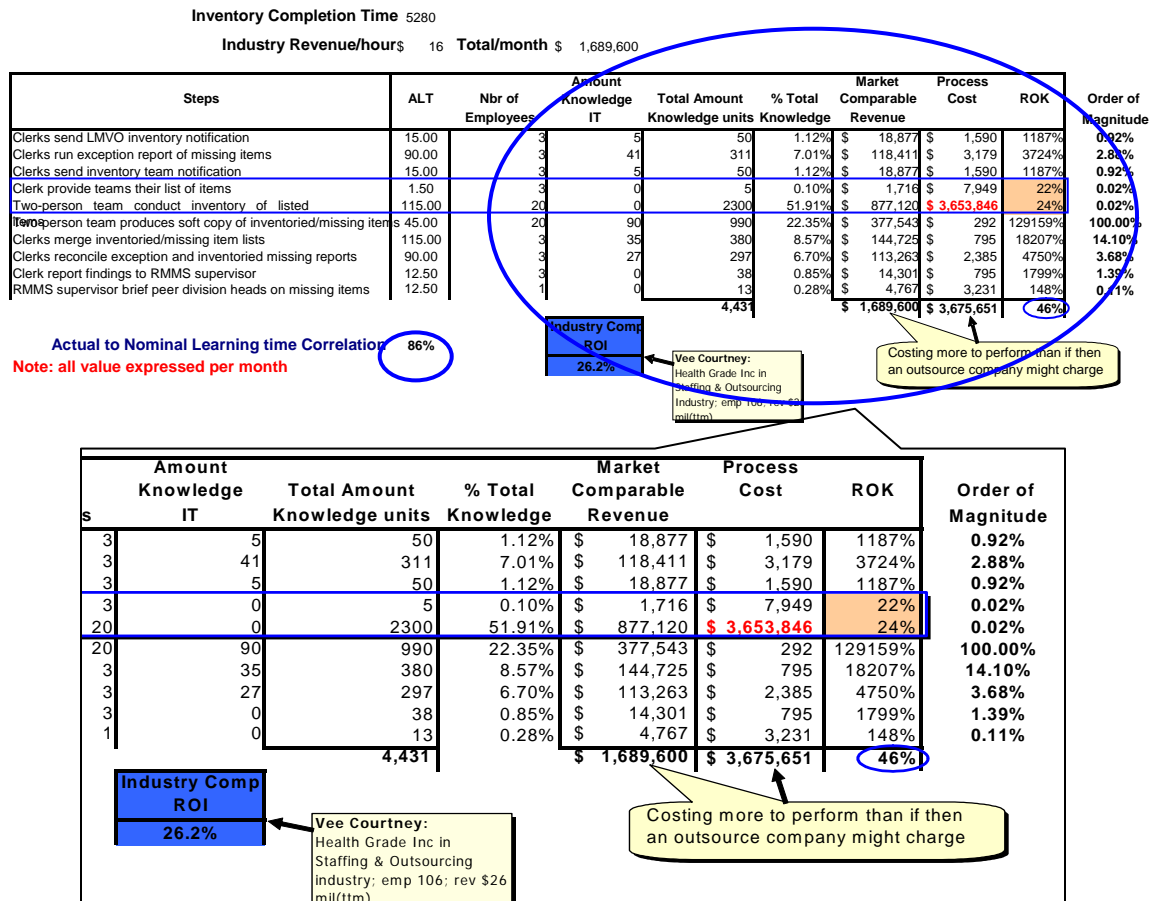 Inventory Completion Time 5280
Industry Revenue/hour $ 16 Total/month $ 1,689,600
Steps ALT Nbr of Employees Amount Knowledge IT Total Amount Knowledge units % Total Knowledge Market Comparable Revenue Process Cost ROK Order of Magnitude
Clerks send LMVO inventory notification 15.00 3 5 50 1.12% $ 18,877 $ 1,590 1187% 0.92%
Clerks run exception report of missing items 90.00 3 41 311 7.01% $ 118,411 $ 3,179 3724% 2.88%
Clerks send inventory team notification 15.00 3 5 50 1.12% $ 18,877 $ 1,590 1187% 0.92%
Clerk provide teams their list of items 1.50 3 0 5 0.10% $ 1,716 $ 7,949 22% 0.02%
Two-person team conduct inventory of listed 115.00 20 0 2300 51.91% $ 877,120 $ 3,653,846 24% 0.02%
Two-person team produces soft copy of inventoried/missing items 45.00 20 90 990 22.35% $ 377,543 $ 292 129159% 100.00%
Clerks merge inventoried/missing item lists 115.00 3 35 380 8.57% $ 144,725 $ 795 18207% 14.10%
Clerks reconcile exception and inventoried missing reports 90.00 3 27 297 6.70% $ 113,263 $ 2,385 4750% 3.68%
Clerk report findings to RMMS supervisor 12.50 3 0 38 0.85% $ 14,301 $ 795 1799% 1.39%
RMMS supervisor brief peer division heads on missing items 12.50 1 0 13 0.28% $ 4,767 $ 3,231 148% 0.11%
4,431 $ 1,689,600 $ 3,675,651 46%
Actual to Nominal Learning time Correlation 86%
Note: all value expressed per month
Industry Comp
ROI
26.2%
Vee Courtney:
Health Grade Inc in
Staffing & Outsourcing
Industry; emp 106; rev $2
mil(ttm)
Costing more to perform than if then
an outsource company might charge
s Amount Knowledge IT Total Amount Knowledge units % Total Knowledge Market Comparable Revenue Process Cost ROK Order of Magnitude
3 5 50 1.12% $ 18,877 $ 1,590 1187% 0.92%
3 41 311 7.01% $ 118,411 $ 3,179 3724% 2.88%
3 5 50 1.12% $ 18,877 $ 1,590 1187% 0.92%
3 0 5 0.10% $ 1,716 $ 7,949 22% 0.02%
20 0 2300 51.91% $ 877,120 $ 3,653,846 24% 0.02%
20 90 990 22.35% $ 377,543 $ 292 129159% 100.00%
3 35 380 8.57% $ 144,725 $ 795 18207% 14.10%
3 27 297 6.70% $ 113,263 $ 2,385 4750% 3.68%
3 0 38 0.85% $ 14,301 $ 795 1799% 1.39%
1 0 13 0.28% $ 4,767 $ 3,231 148% 0.11%
4,431 $ 1,689,600 $ 3,675,651 46%
Industry Comp
ROI
26.2%
Vee Courtney:
Health Grade Inc in
Staffing & Outsourcing
industry; emp 106; rev $26
mil(ttm)
Costing more to perform than if then
an outsource company might charge